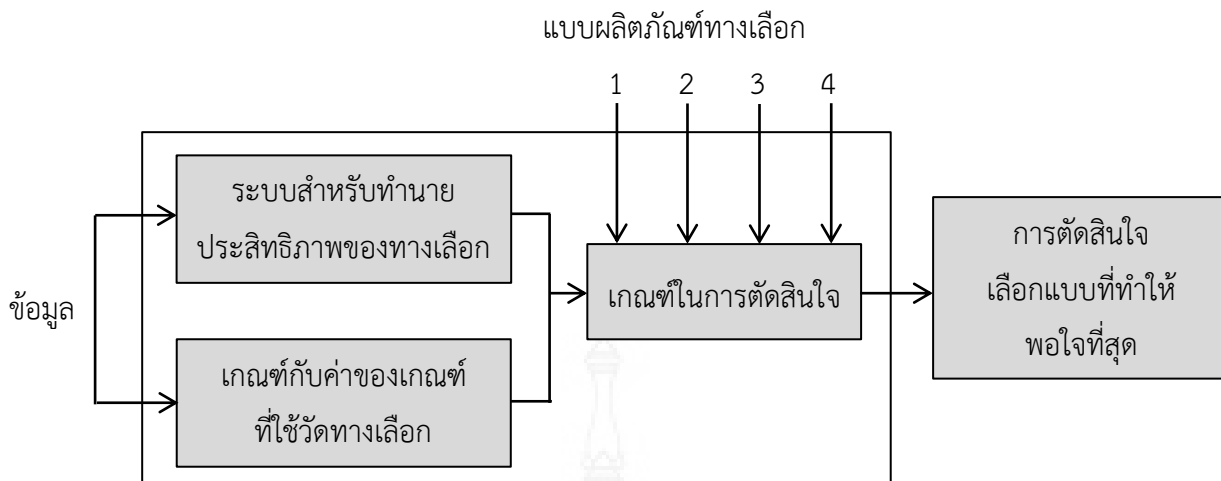 แบบผลิตภัณฑ์ทางเลือก
1 2 3 4
ระบบสำหรับทำนาย
ประสิทธิภาพของทางเลือก
ข้อมูล
เกณฑ์กับค่าของเกณฑ์
ที่ใช้วัดทางเลือก
เกณฑ์ในการตัดสินใจ
การตัดสินใจ
เลือกแบบที่ทำให้
พอใจที่สุด